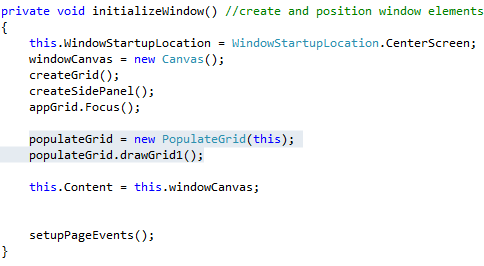 private void initializeWindow() //create and position window elements
{
this.WindowStartupLocation = WindowStartupLocation.CenterScreen;
windowCanvas = new Canvas();
createGrid();
createSidePanel();
appGrid.Focus();
populateGrid = new PopulateGrid(this);
populateGrid.drawGrid1();
this.Content = this.windowCanvas;
setupPageEvents();
}